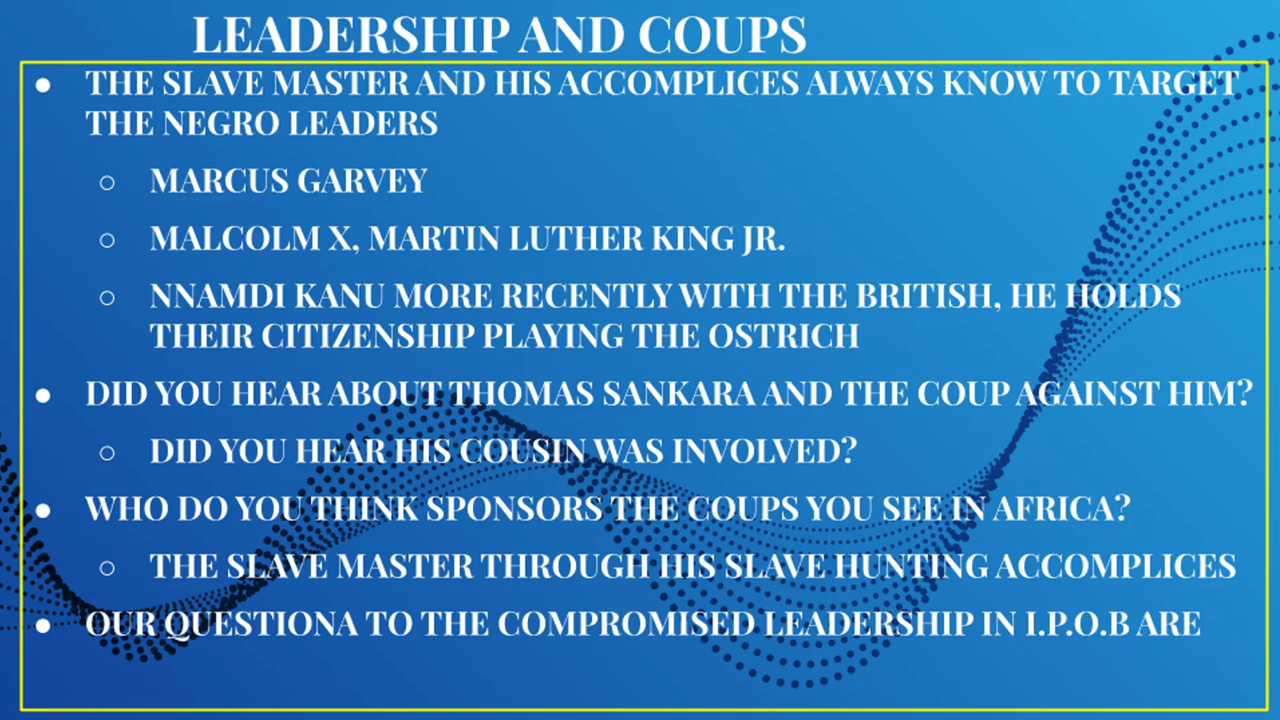 LEADERSHIP AND COUPS
● THE SLAVE MASTER AND HIS ACCOMPLICES ALWAYS KNOW TO TARGET
THE NEGRO LEADERS
○ MARCUS GARVEY
○ MALCOLM X, MARTIN LUTHER KING JR.
○ NNAMDI KANU MORE RECENTLY WITH THE BRITISH, HE HOLDS
THEIR CITIZENSHIP PLAYING THE OSTRICH
● DID YOU HEAR ABOUT THOMAS SANKARA AND THE COUP AGAINST HIM?
○ DID YOU HEAR HIS COUSIN WAS INVOLVED?
● WHO DO YOU THINK SPONSORS THE COUPS YOU SEE IN AFRICA?
○ THE SLAVE MASTER THROUGH HIS SLAVE HUNTING ACCOMPLICES
● OUR QUESTIONA TO THE COMPROMISED LEADERSHIP IN I.P.O.B ARE